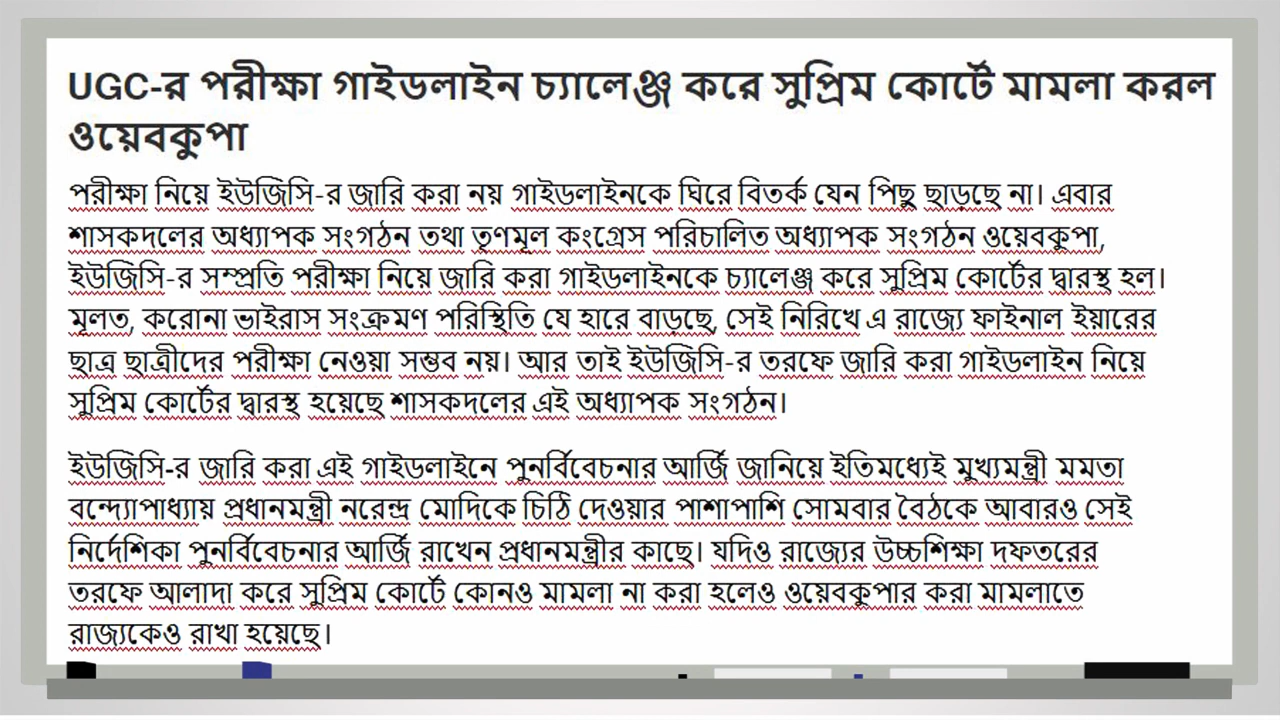 UGC-র পরীক্ষা গাইডলাইন চ্যালেঞ্জ করে সুপ্রিম কোর্টে মামলা করল
ওয়েবকুপা
পরীক্ষা নিয়ে ইউজিসি-র জারি করা নয় গাইডলাইনকে ঘিরে বিতর্ক যেন পিছু ছাড়ছে না। এবার
শাসকদলের অধ্যাপক সংগঠন তথা তৃণমূল কংগ্রেস পরিচালিত অধ্যাপক সংগঠন ওয়েবকুপা,
ইউজিসি-র সম্প্রতি পরীক্ষা নিয়ে জারি করা গাইডলাইনকে চ্যালেঞ্জ করে সুপ্রিম কোর্টের দ্বারস্থ হল।
মূলত, করোনা ভাইরাস সংক্রমণ পরিস্থিতি যে হারে বাড়ছে, সেই নিরিখে এ রাজ্যে ফাইনাল ইয়ারের
ছাত্র ছাত্রীদের পরীক্ষা নেওয়া সম্ভব নয়। আর তাই ইউজিসি-র তরফে জারি করা গাইডলাইন নিয়ে
সুপ্রিম কোর্টের দ্বারস্থ হয়েছে শাসকদলের এই অধ্যাপক সংগঠন।
ইউজিসি-র জারি করা এই গাইডলাইনে পুনর্বিবেচনার আর্জি জানিয়ে ইতিমধ্যেই মুখ্যমন্ত্রী মমতা
বন্দ্যোপাধ্যায় প্রধানমন্ত্রী নরেন্দ্র মোদিকে চিঠি দেওয়ার পাশাপাশি সোমবার বৈঠকে আবারও সেই
নির্দেশিকা পুনর্বিবেচনার আর্জি রাখেন প্রধানমন্ত্রীর কাছে। যদিও রাজ্যের উচ্চশিক্ষা দফতরের
তরফে আলাদা করে সুপ্রিম কোর্টে কোনও মামলা না করা হলেও ওয়েবকুপার করা মামলাতে
রাজ্যকেও রাখা হয়েছে।